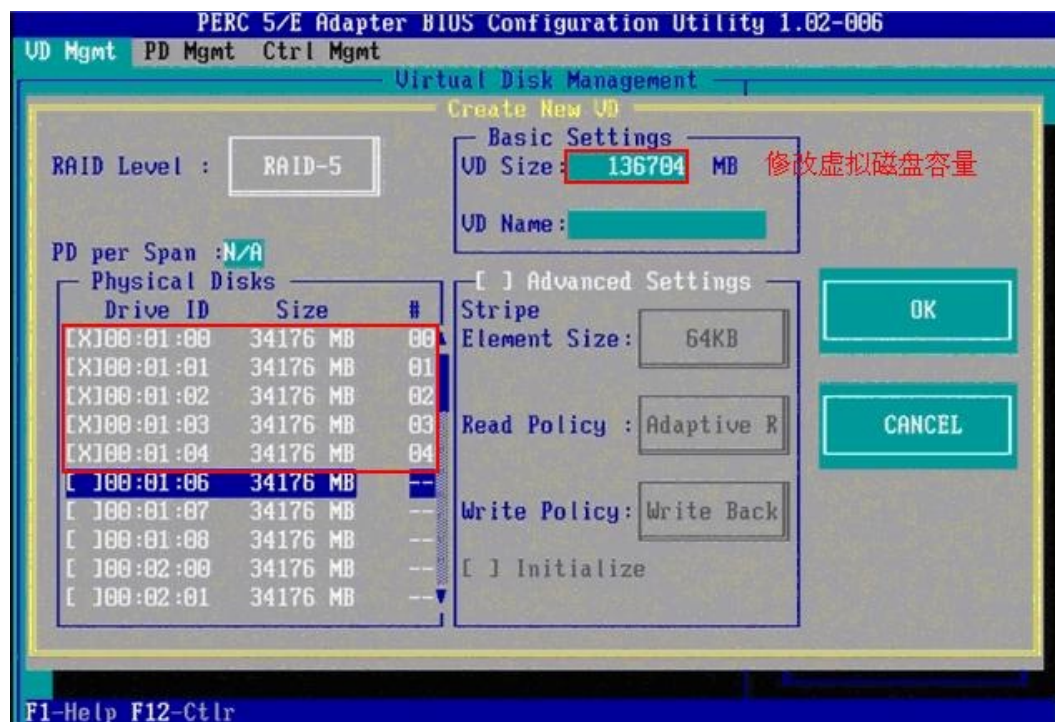 PERC 5/E Adapter BIOS Configuration Utility 1.02-006
VD Mgmt PD Mgmt Ctrl Mgmt
Virtual Disk Management
Create New VD
RAID Level : RAID-5
Basic Settings
VD Size: 136704 MB 修改虚拟磁盘容量
VD Name:
PD per Span :N/A
Physical Disks
Drive ID Size #
[X]00:01:00 34176 MB 00
[X]00:01:01 34176 MB 01
[X]00:01:02 34176 MB 02
[X]00:01:03 34176 MB 03
[X]00:01:04 34176 MB 04
[ ]00:01:06 34176 MB --
[ ]00:01:07 34176 MB --
[ ]00:01:08 34176 MB --
[ ]00:02:00 34176 MB --
[ ]00:02:01 34176 MB --
[ ] Advanced Settings
Stripe
Element Size: 64KB
Read Policy : Adaptive R
Write Policy: Write Back
[ ] Initialize
OK
CANCEL
F1-Help F12-Ctlr